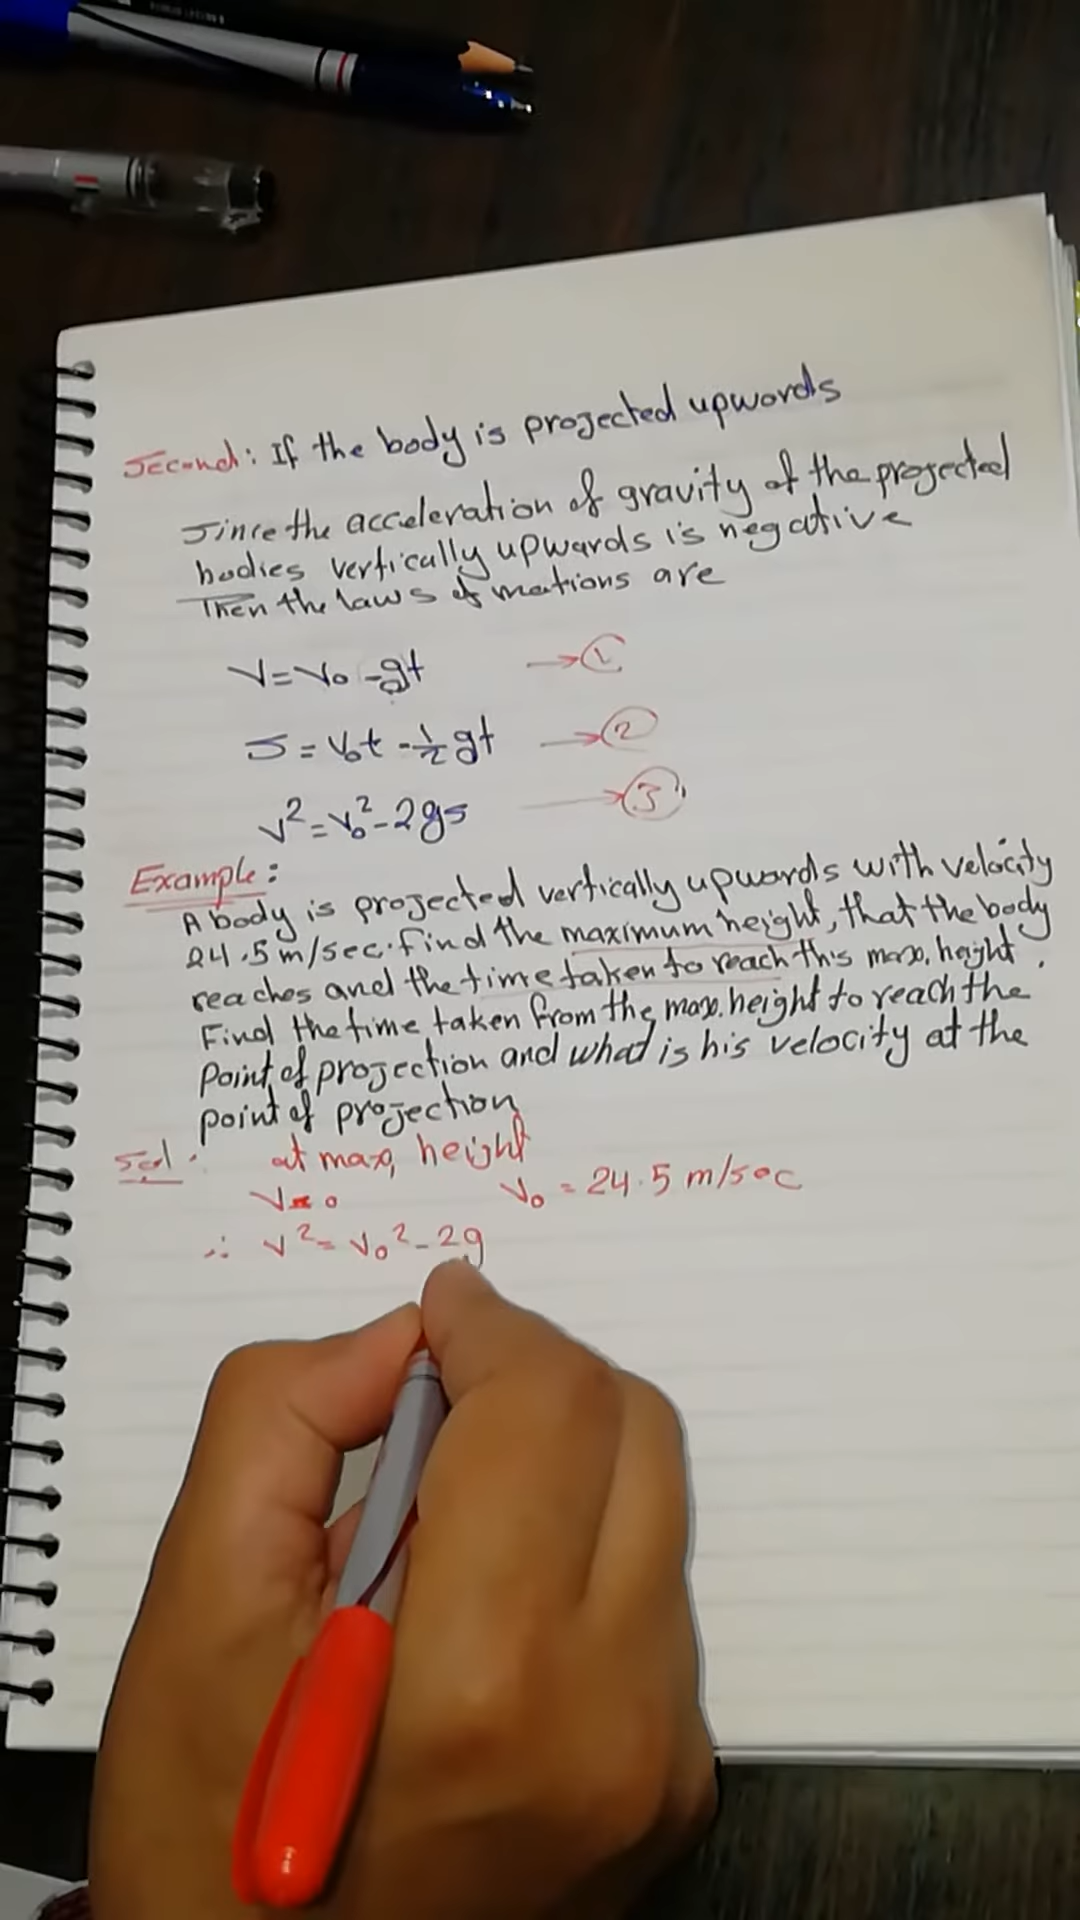 Second: If the body is projected upwords
Since the acceleration of gravity of the projected
bodies vertically upwards is negative
Then the laws of motions are
V=V₀-gt →①
S=V₀t-½gt →②
v²=v₀²-2gs →③
Example:
A body is projected vertically upwards with velocity
24.5m/sec. find the maximum height, that the body
reaches and the time taken to reach this max. height.
Find the time taken from the max. height to reach the
point of projection and what is his velocity at the
point of projection
Sol. at max, height
V=0 V₀=24.5 m/sec
∴ v²=v₀²-2g